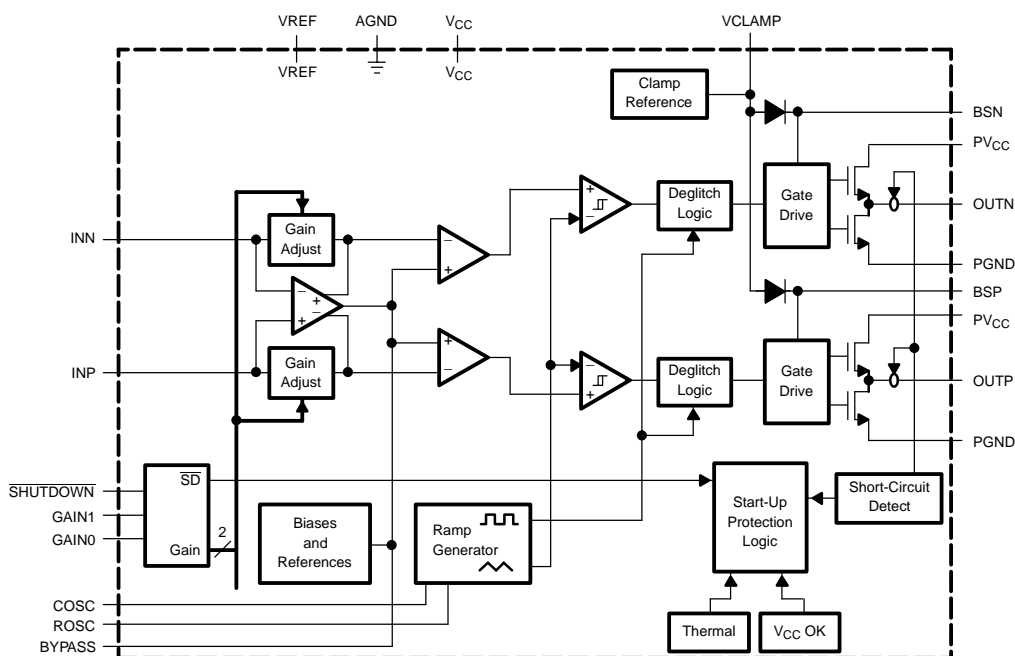 VREF AGND VCC VCLAMP
VREF VCC
Clamp
Reference
BSN
PVCC
Gain
Adjust
+
−
Deglitch
Logic
Gate
Drive
OUTN
INN
−
+
PGND
−
+
−
+
BSP
PVCC
INP
Gain
Adjust
+
−
−
+
Deglitch
Logic
Gate
Drive
OUTP
PGND
SHUTDOWN
GAIN1
GAIN0
SD
Gain
2
Biases
and
References
Ramp
Generator
Start-Up
Protection
Logic
Short-Circuit
Detect
COSC
ROSC
BYPASS
Thermal
VCC OK